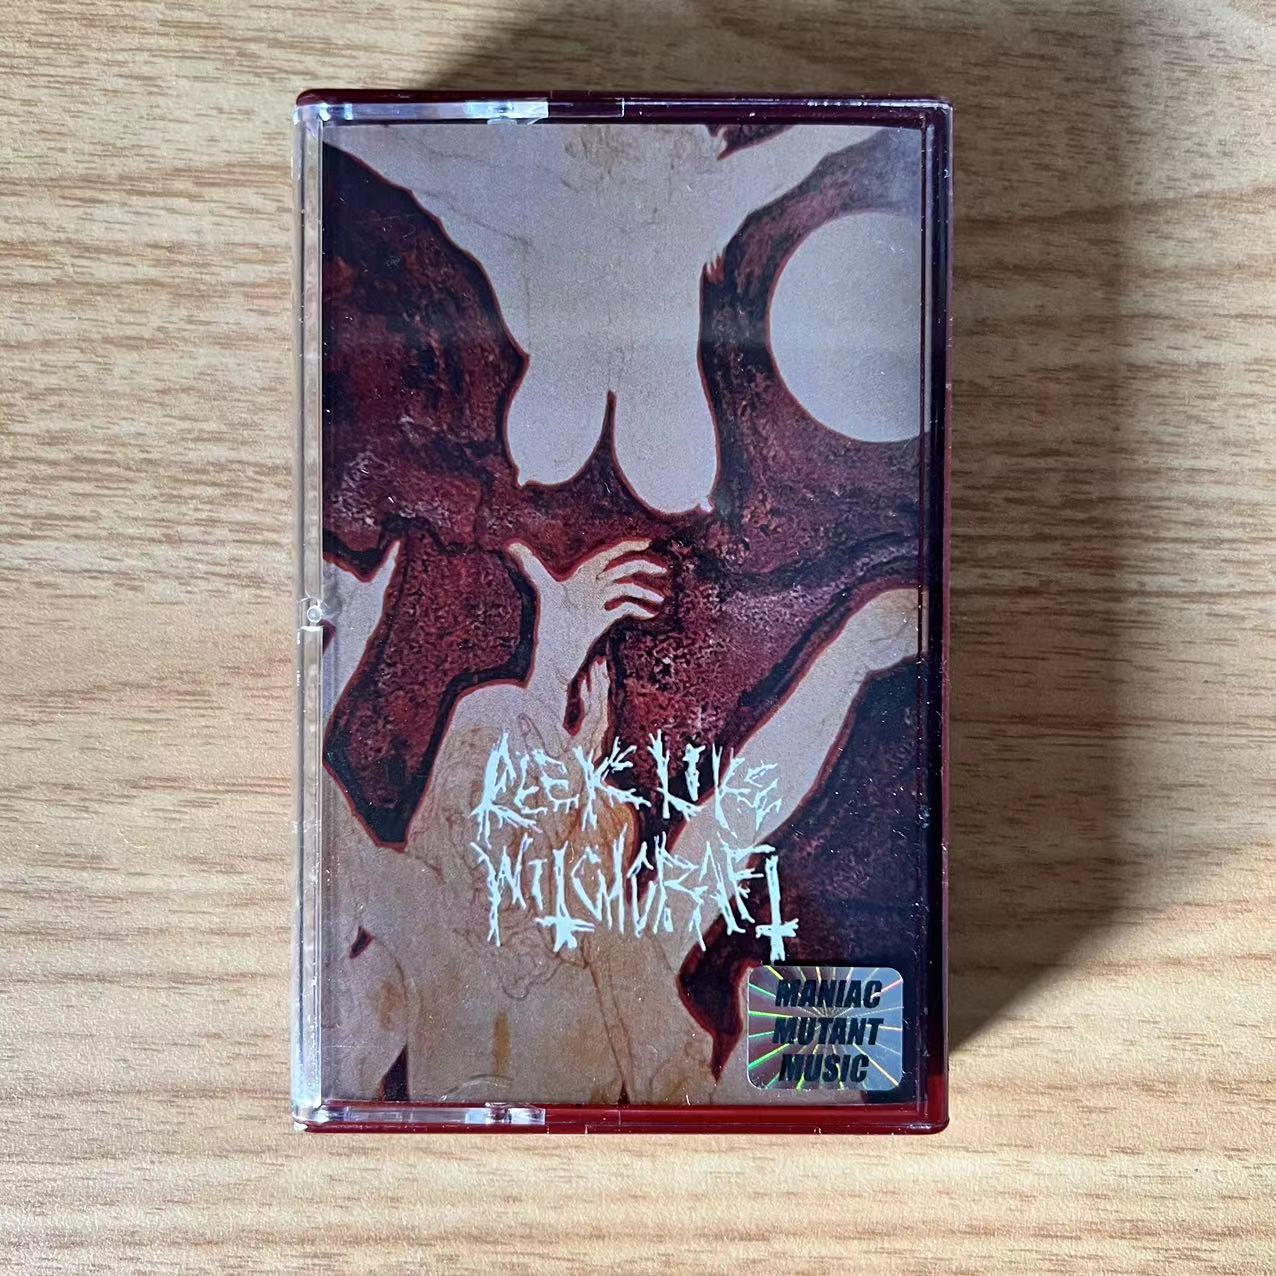 REEK LIKE
WITCHCRAFT
MANIAC
MUTANT
MUSIC